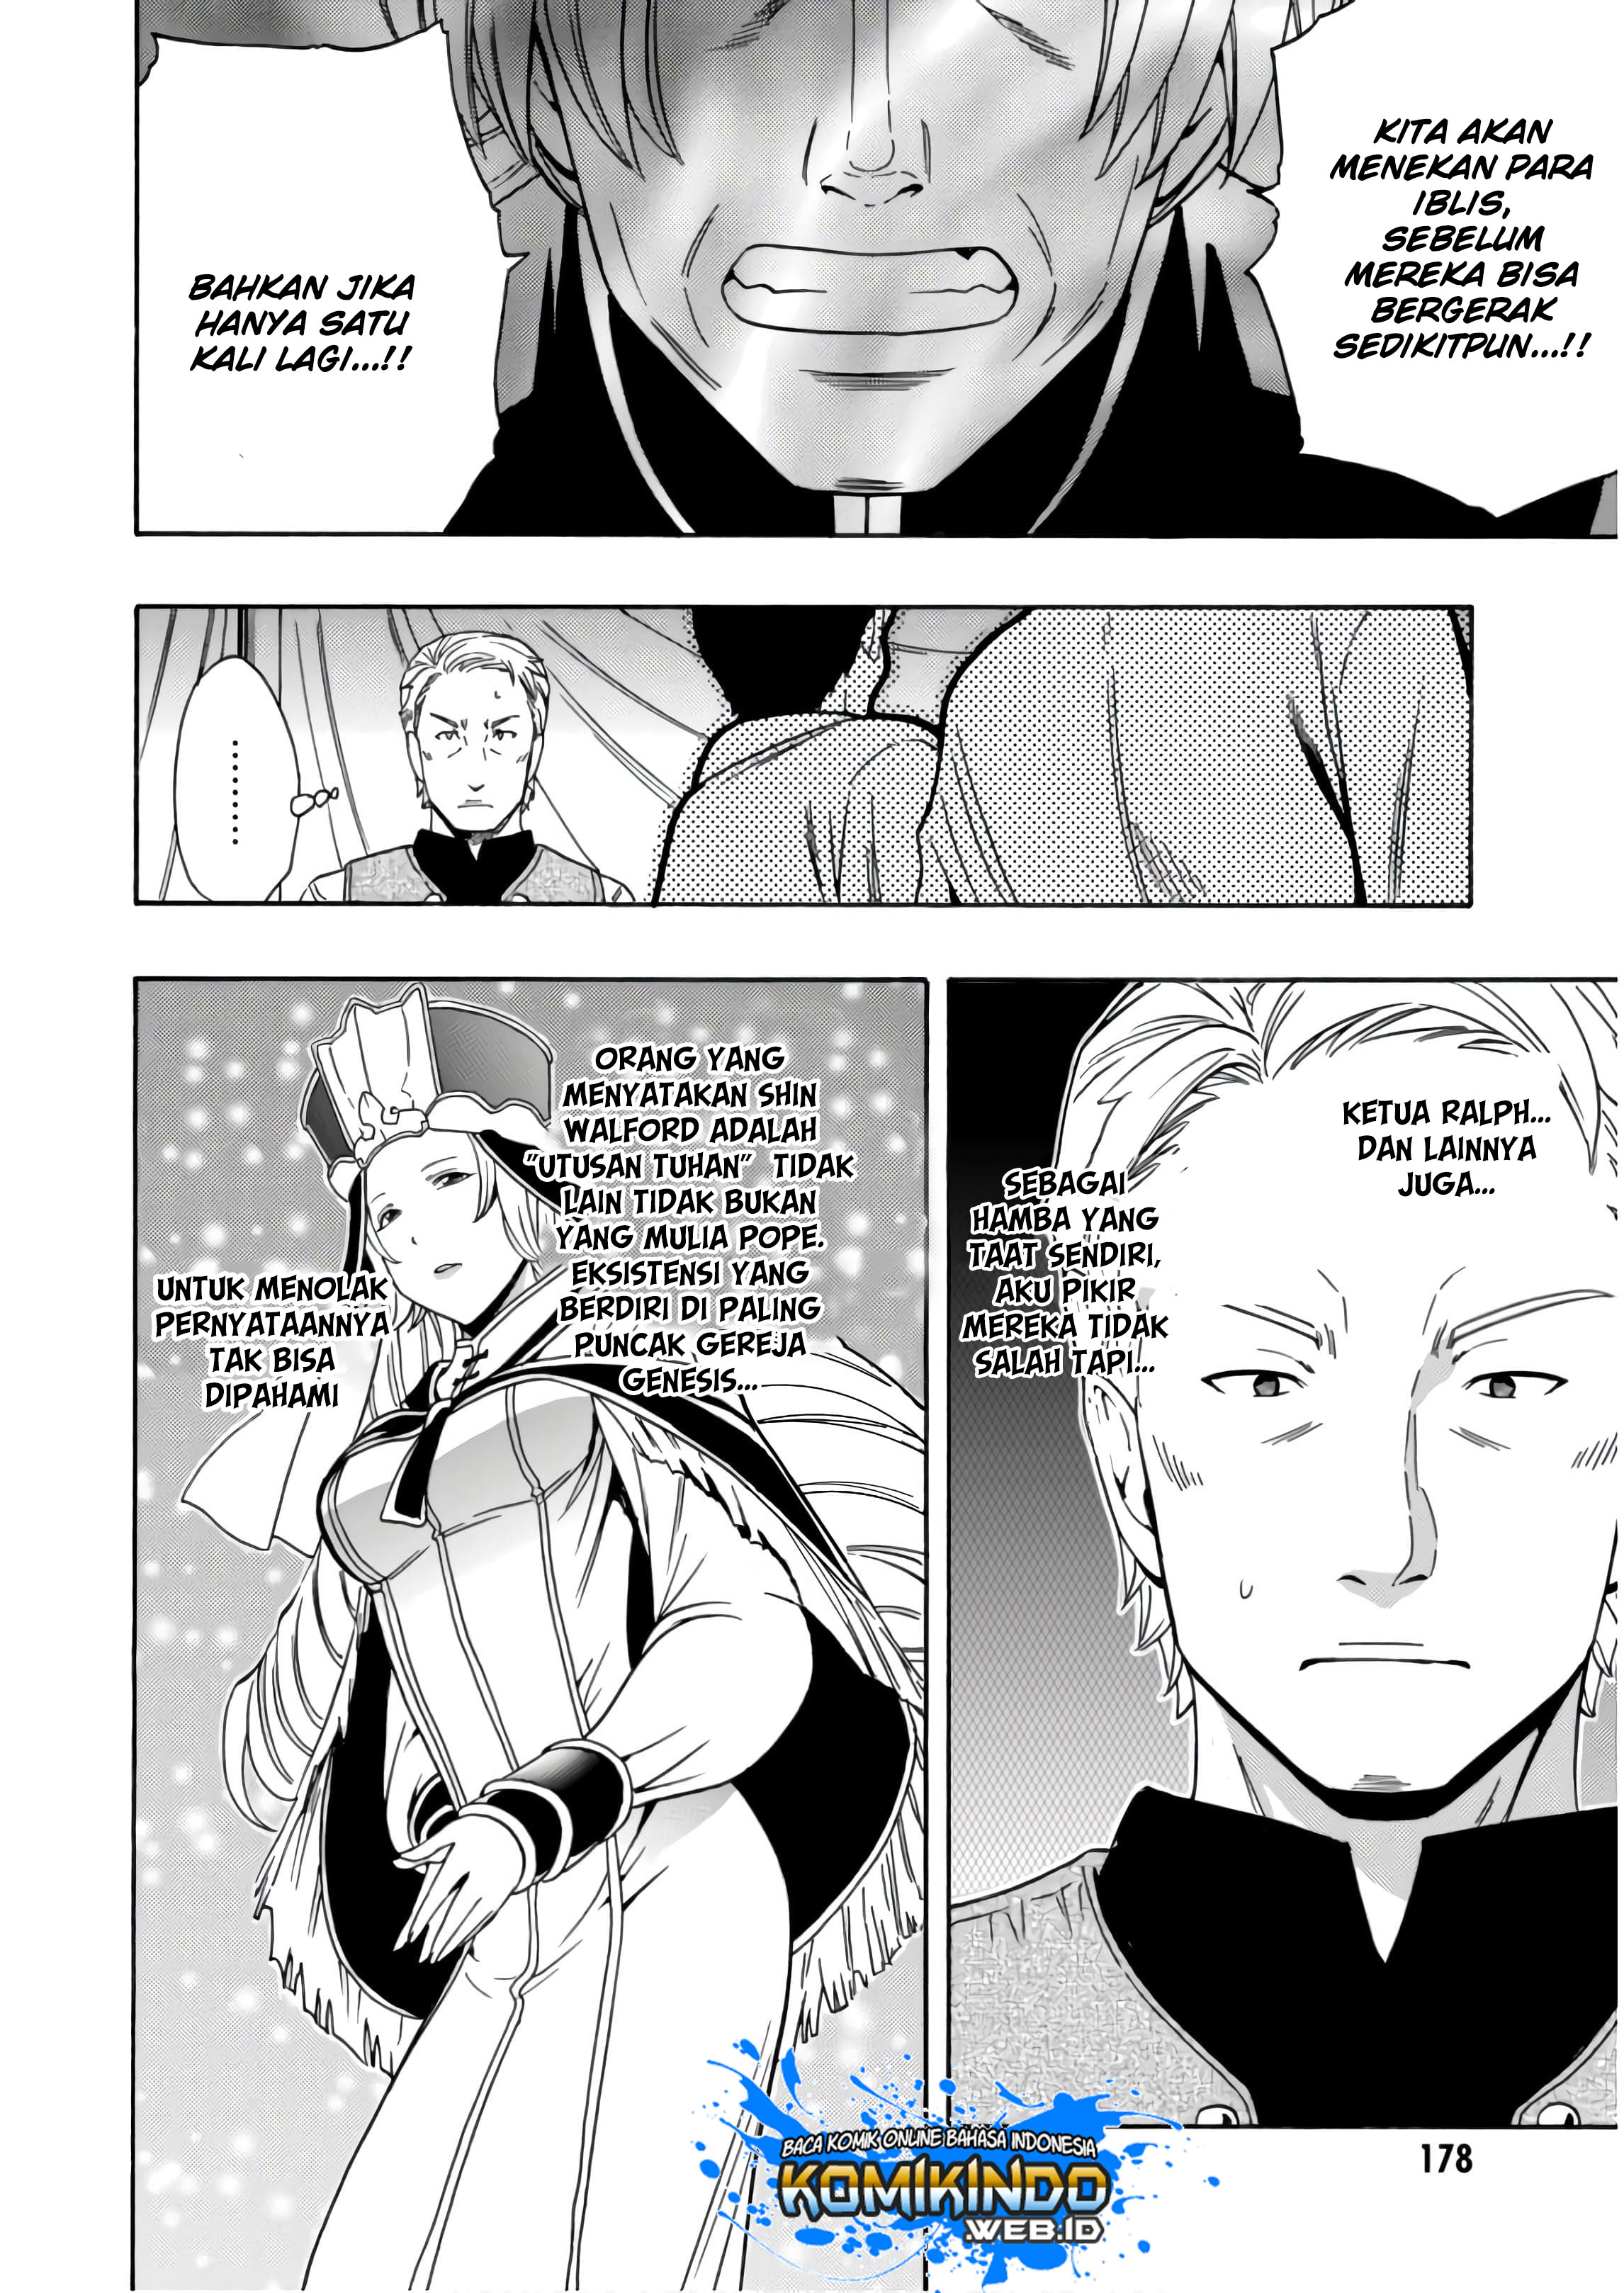 KITA AKAN
MENEKAN PARA
IBLIS,
SEBELUM
MEREKA BISA
BERGERAK
SEDIKITPUN...!!
BAHKAN JIKA
HANYA SATU
KALI LAGI...!!
.........
KETUA RALPH...
DAN LAINNYA
JUGA...
SEBAGAI
HAMBA YANG
TAAT SENDIRI,
AKU PIKIR
MEREKA TIDAK
SALAH TAPI...
ORANG YANG
MENYATAKAN SHIN
WALFORD ADALAH
"UTUSAN TUHAN" TIDAK
LAIN TIDAK BUKAN
YANG MULIA POPE.
EKSISTENSI YANG
BERDIRI DI PALING
PUNCAK GEREJA
GENESIS...
UNTUK MENOLAK
PERNYATAANNYA
TAK BISA
DIPAHAMI
178
BACA KOMIK ONLINE BAHASA INDONESIA
KOMIKINDO
.WEB.ID